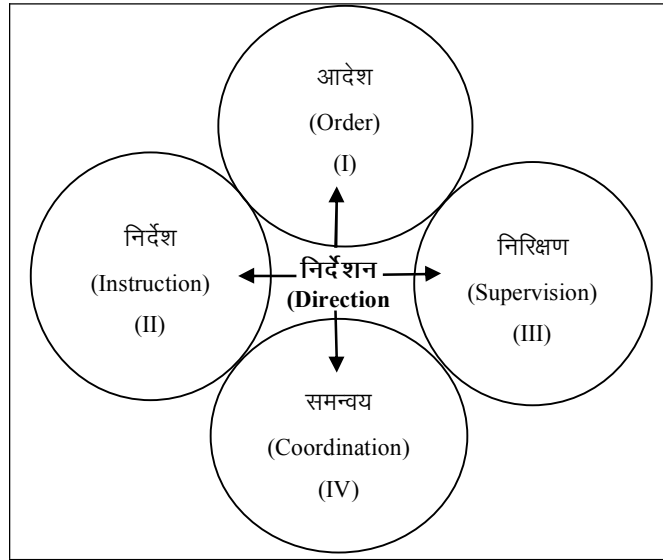 आदेश
(Order)
(I)
निर्देश
(Instruction)
(II)
निर्देशन
(Direction
निरिक्षण
(Supervision)
(III)
समन्वय
(Coordination)
(IV)